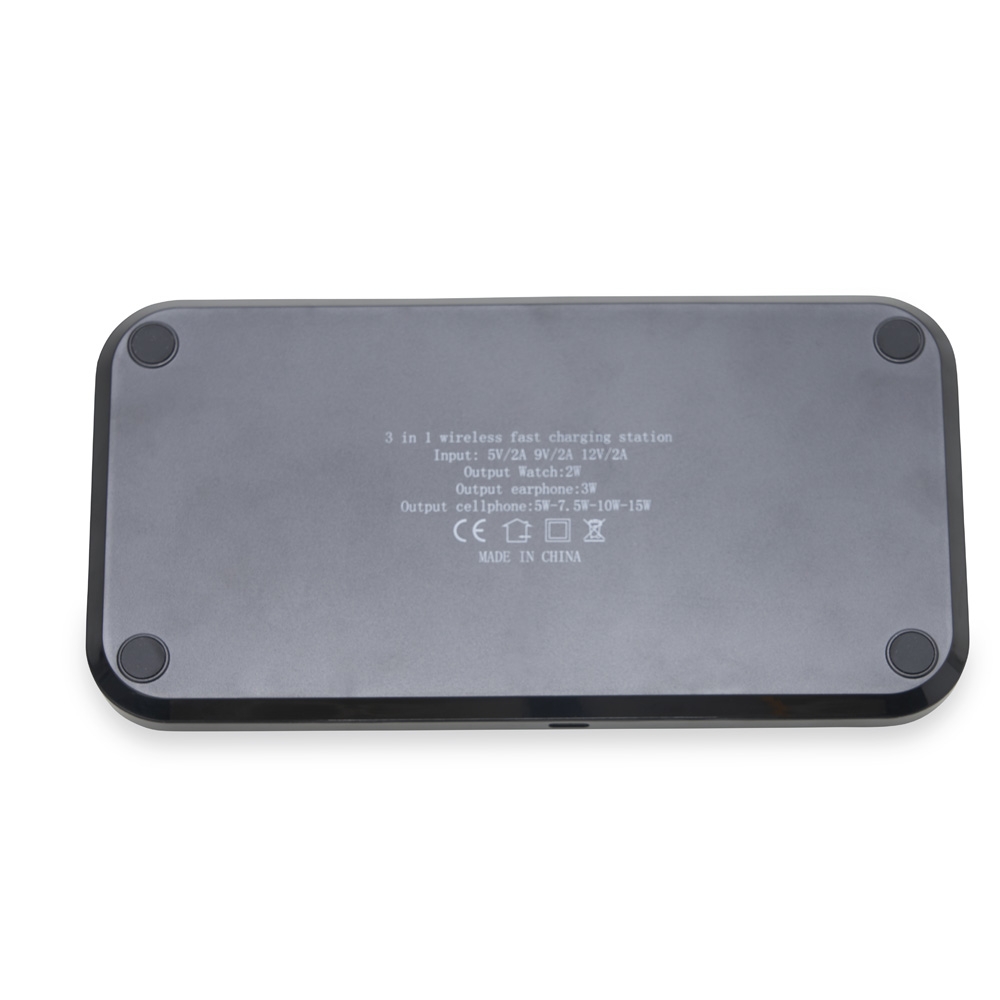 3 in 1 wireless fast charging station
Input: 5V/2A 9V/2A 12V/2A
Output Watch:2W
Output earphone:3W
Output cellphone:5W-7.5W-10W-15W
CE
MADE IN CHINA